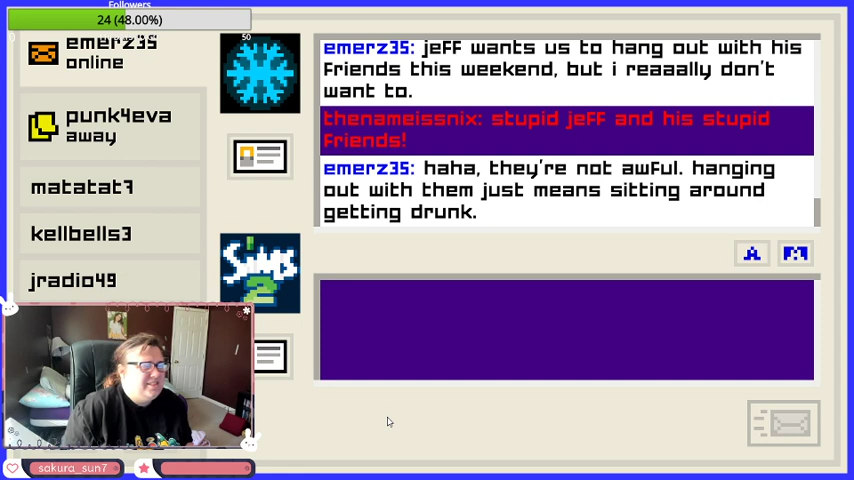 Followers
24 (48.00%)
0
50
emerz35
online
punk4eva
away
matatat7
kellbells3
jradio49
emerz35: jeff wants us to hang out with his
friends this weekend, but i reaaally don't
want to.
thenameissnix: stupid jeff and his stupid
friends!
emerz35: haha, they're not awful. hanging
out with them just means sitting around
getting drunk.
2
A
sakura_sun7